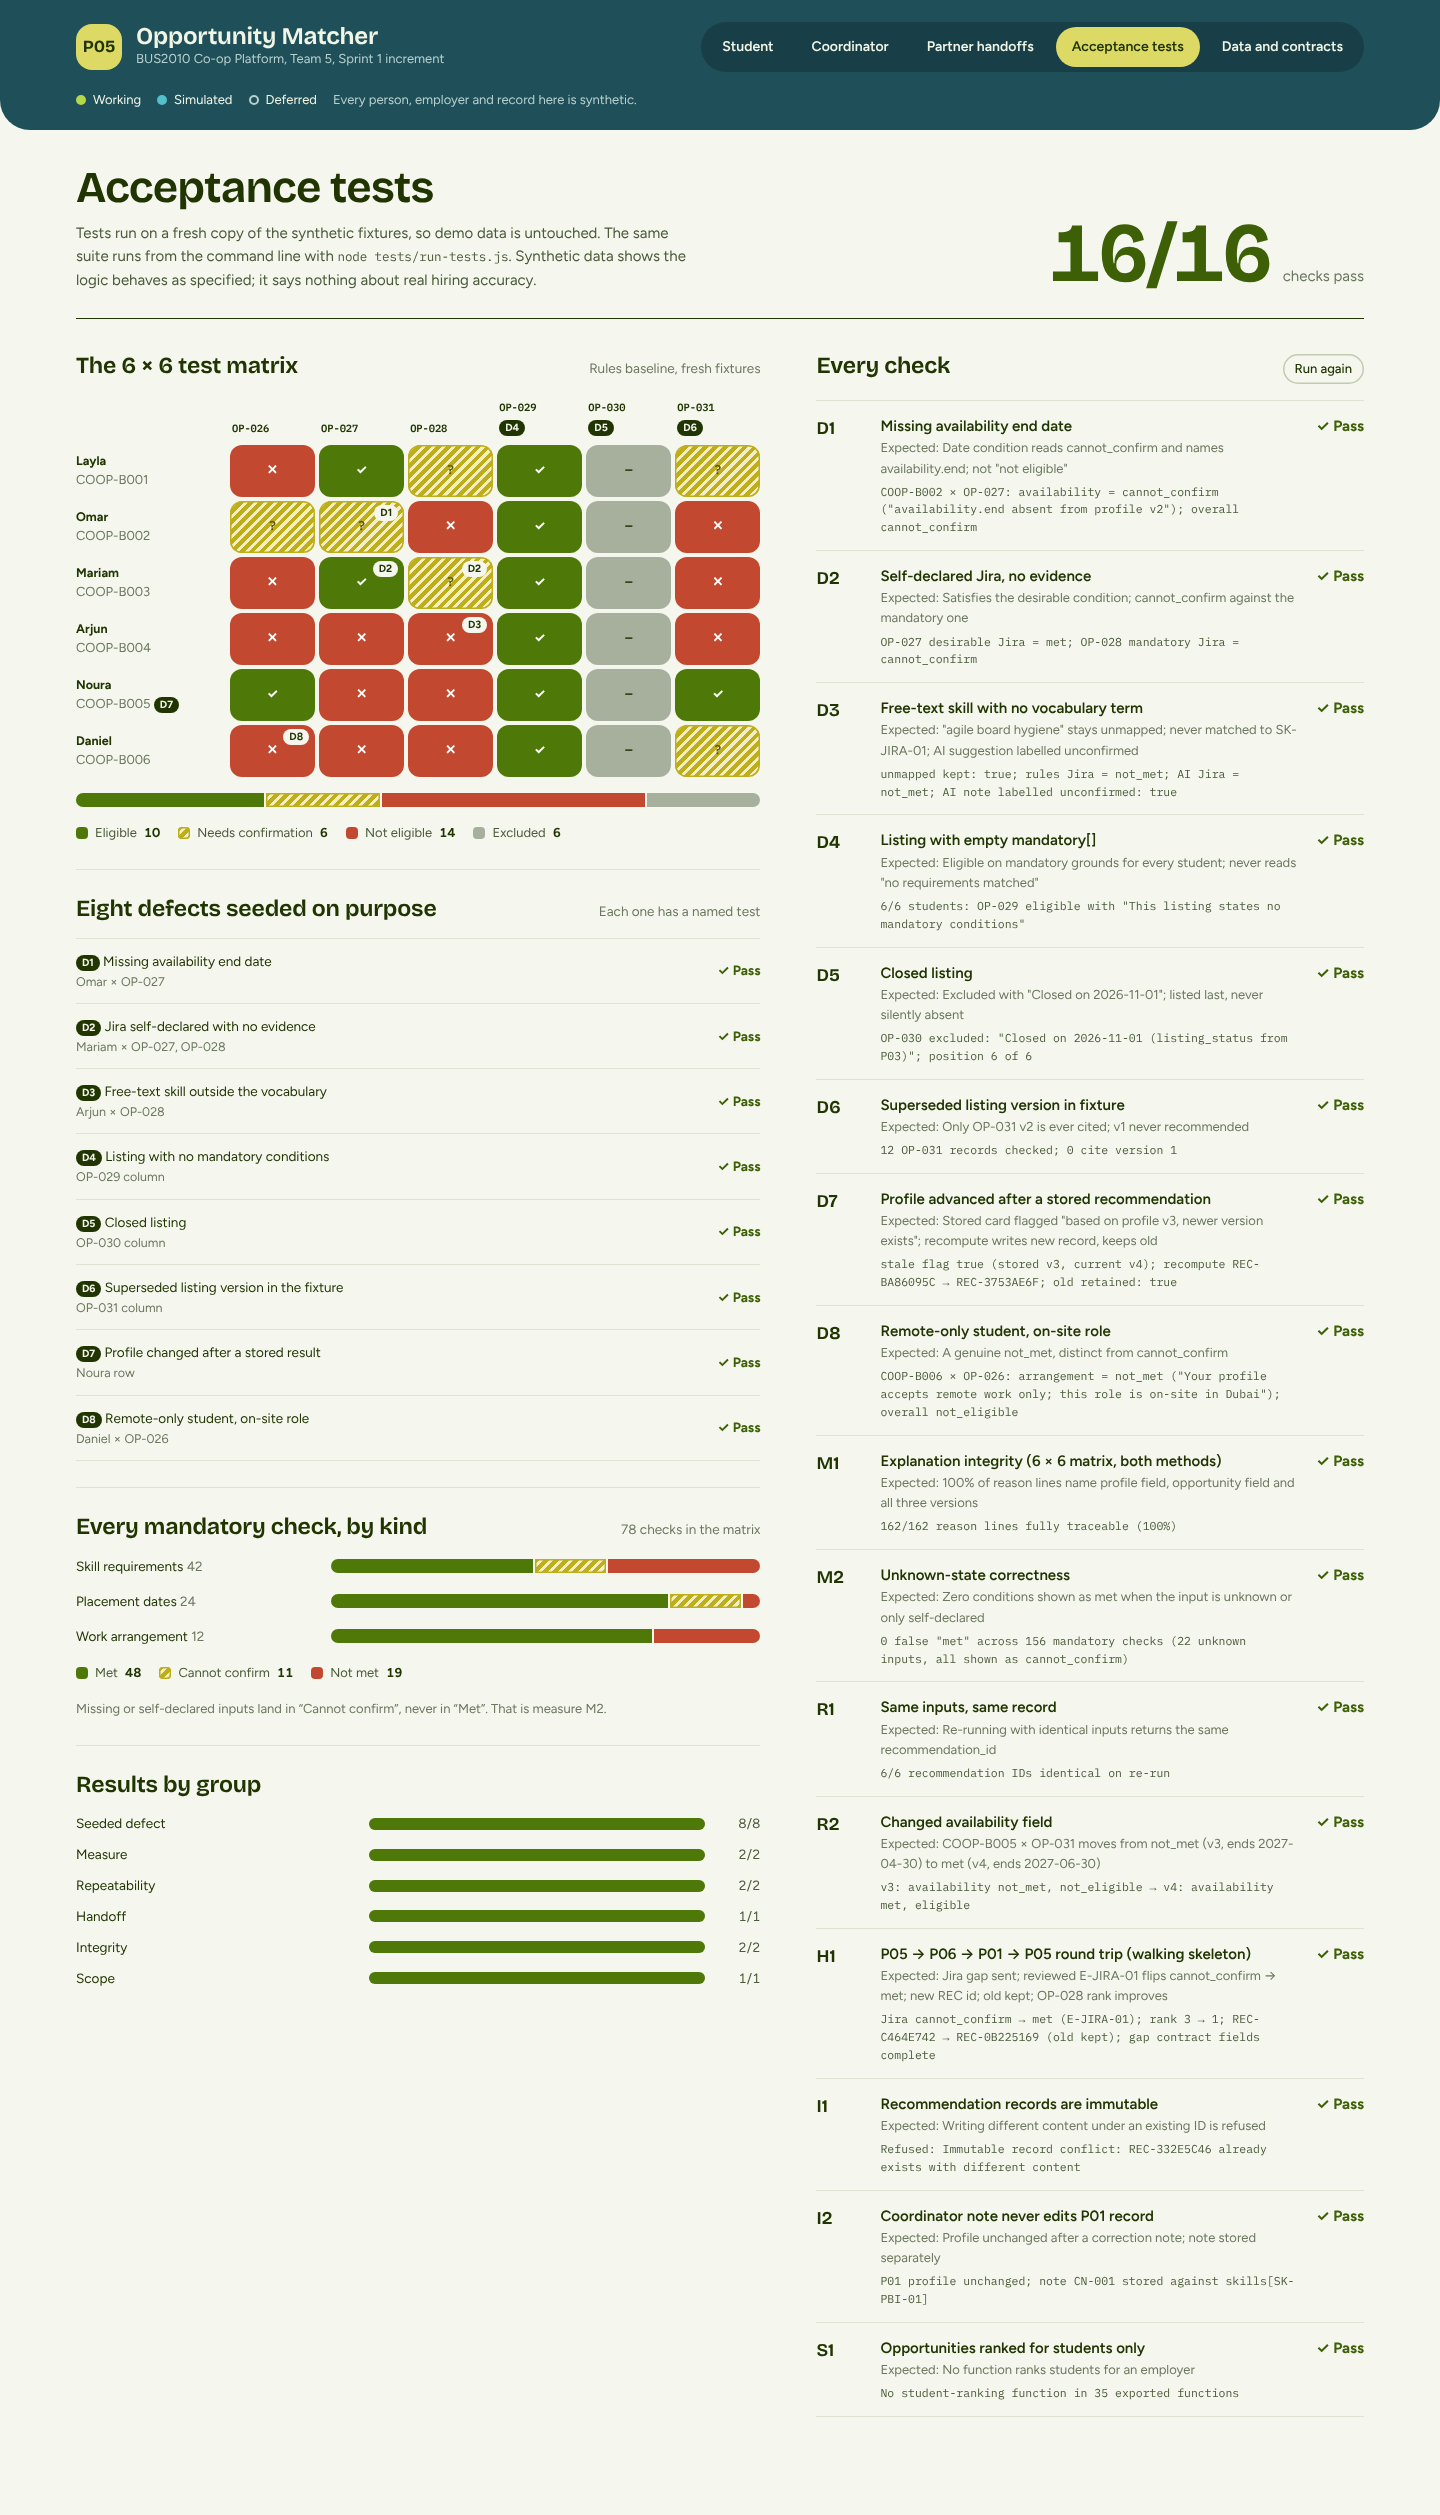 P05
Opportunity Matcher
BUS2010 Co-op Platform, Team 5, Sprint 1 increment
Student
Coordinator
Partner handoffs
Acceptance tests
Data and contracts
Working
Simulated
Deferred
Every person, employer and record here is synthetic.
Acceptance tests
Tests run on a fresh copy of the synthetic fixtures, so demo data is untouched. The same
suite runs from the command line with node tests/run-tests.js. Synthetic data shows the
logic behaves as specified; it says nothing about real hiring accuracy.
16/16 checks pass
The 6 × 6 test matrix
Rules baseline, fresh fixtures
OP-026
OP-027
OP-028
OP-029
D4
OP-030
D5
OP-031
D6
Layla
COOP-B001
✕ ✓ ? ✓ – ?
Omar
COOP-B002
? ? D1 ✕ ✓ – ✕
Mariam
COOP-B003
✕ ✓ D2 ? D2 ✓ – ✕
Arjun
COOP-B004
✕ ✕ ✕ D3 ✓ – ✕
Noura
COOP-B005 D7
✓ ✕ ✕ ✓ – ✓
Daniel
COOP-B006
✕ D8 ✕ ✕ ✓ – ?
Eligible 10
Needs confirmation 6
Not eligible 14
Excluded 6
Eight defects seeded on purpose
Each one has a named test
D1 Missing availability end date
Omar × OP-027
✓ Pass
D2 Jira self-declared with no evidence
Mariam × OP-027, OP-028
✓ Pass
D3 Free-text skill outside the vocabulary
Arjun × OP-028
✓ Pass
D4 Listing with no mandatory conditions
OP-029 column
✓ Pass
D5 Closed listing
OP-030 column
✓ Pass
D6 Superseded listing version in the fixture
OP-031 column
✓ Pass
D7 Profile changed after a stored result
Noura row
✓ Pass
D8 Remote-only student, on-site role
Daniel × OP-026
✓ Pass
Every mandatory check, by kind
78 checks in the matrix
Skill requirements 42
Placement dates 24
Work arrangement 12
Met 48
Cannot confirm 11
Not met 19
Missing or self-declared inputs land in “Cannot confirm”, never in “Met”. That is measure M2.
Results by group
Seeded defect 8/8
Measure 2/2
Repeatability 2/2
Handoff 1/1
Integrity 2/2
Scope 1/1
Every check
Run again
D1
Missing availability end date
✓ Pass
Expected: Date condition reads cannot_confirm and names
availability.end; not "not eligible"
COOP-B002 × OP-027: availability = cannot_confirm
("availability.end absent from profile v2"); overall
cannot_confirm
D2
Self-declared Jira, no evidence
✓ Pass
Expected: Satisfies the desirable condition; cannot_confirm against the
mandatory one
OP-027 desirable Jira = met; OP-028 mandatory Jira =
cannot_confirm
D3
Free-text skill with no vocabulary term
✓ Pass
Expected: "agile board hygiene" stays unmapped; never matched to SK-
JIRA-01; AI suggestion labelled unconfirmed
unmapped kept: true; rules Jira = not_met; AI Jira =
not_met; AI note labelled unconfirmed: true
D4
Listing with empty mandatory[]
✓ Pass
Expected: Eligible on mandatory grounds for every student; never reads
"no requirements matched"
6/6 students: OP-029 eligible with "This listing states no
mandatory conditions"
D5
Closed listing
✓ Pass
Expected: Excluded with "Closed on 2026-11-01"; listed last, never
silently absent
OP-030 excluded: "Closed on 2026-11-01 (listing_status from
P03)"; position 6 of 6
D6
Superseded listing version in fixture
✓ Pass
Expected: Only OP-031 v2 is ever cited; v1 never recommended
12 OP-031 records checked; 0 cite version 1
D7
Profile advanced after a stored recommendation
✓ Pass
Expected: Stored card flagged "based on profile v3, newer version
exists"; recompute writes new record, keeps old
stale flag true (stored v3, current v4); recompute REC-
BA86095C → REC-3753AE6F; old retained: true
D8
Remote-only student, on-site role
✓ Pass
Expected: A genuine not_met, distinct from cannot_confirm
COOP-B006 × OP-026: arrangement = not_met ("Your profile
accepts remote work only; this role is on-site in Dubai");
overall not_eligible
M1
Explanation integrity (6 × 6 matrix, both methods)
✓ Pass
Expected: 100% of reason lines name profile field, opportunity field and
all three versions
162/162 reason lines fully traceable (100%)
M2
Unknown-state correctness
✓ Pass
Expected: Zero conditions shown as met when the input is unknown or
only self-declared
0 false "met" across 156 mandatory checks (22 unknown
inputs, all shown as cannot_confirm)
R1
Same inputs, same record
✓ Pass
Expected: Re-running with identical inputs returns the same
recommendation_id
6/6 recommendation IDs identical on re-run
R2
Changed availability field
✓ Pass
Expected: COOP-B005 × OP-031 moves from not_met (v3, ends 2027-
04-30) to met (v4, ends 2027-06-30)
v3: availability not_met, not_eligible → v4: availability
met, eligible
H1
P05 → P06 → P01 → P05 round trip (walking skeleton)
✓ Pass
Expected: Jira gap sent; reviewed E-JIRA-01 flips cannot_confirm →
met; new REC id; old kept; OP-028 rank improves
Jira cannot_confirm → met (E-JIRA-01); rank 3 → 1; REC-
C464E742 → REC-0B225169 (old kept); gap contract fields
complete
I1
Recommendation records are immutable
✓ Pass
Expected: Writing different content under an existing ID is refused
Refused: Immutable record conflict: REC-332E5C46 already
exists with different content
I2
Coordinator note never edits P01 record
✓ Pass
Expected: Profile unchanged after a correction note; note stored
separately
P01 profile unchanged; note CN-001 stored against skills[SK-
PBI-01]
S1
Opportunities ranked for students only
✓ Pass
Expected: No function ranks students for an employer
No student-ranking function in 35 exported functions